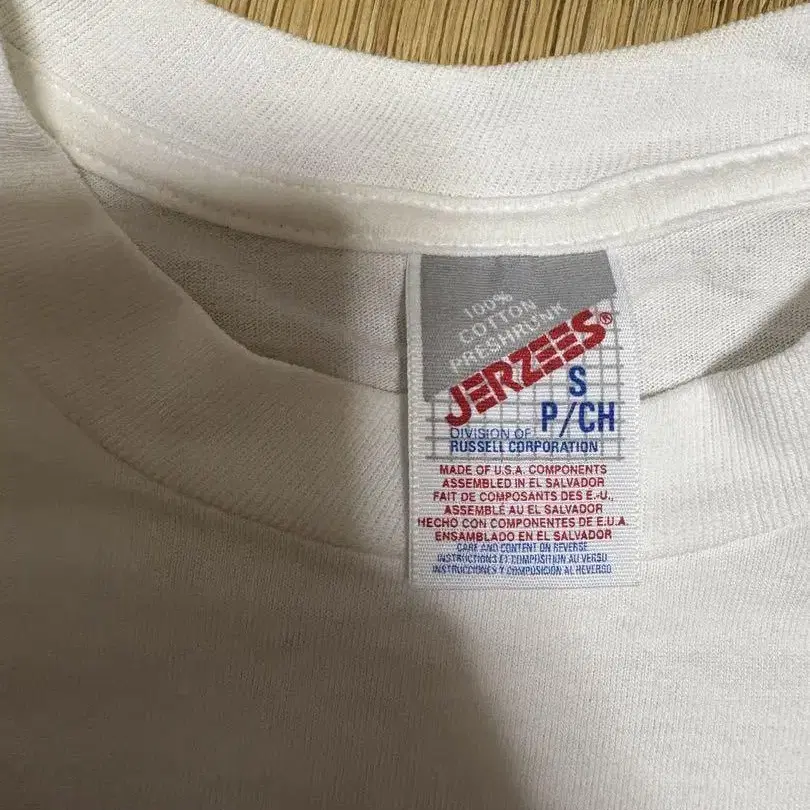 100%
COTTON
PRESHRUNK
JERZEES®
S
P/CH
DIVISION OF
RUSSELL CORPORATION
MADE OF U.S.A. COMPONENTS
ASSEMBLED IN EL SALVADOR
FAIT DE COMPOSANTS DES É.-U.,
ASSEMBLÉ AU EL SALVADOR
HECHO CON COMPONENTES DE E.U.A.
ENSAMBLADO EN EL SALVADOR
CARE AND CONTENT ON REVERSE
INSTRUCTIONS ET COMPOSITION AU VERSO
INSTRUCCIONES Y COMPOSICION AL REVERSO